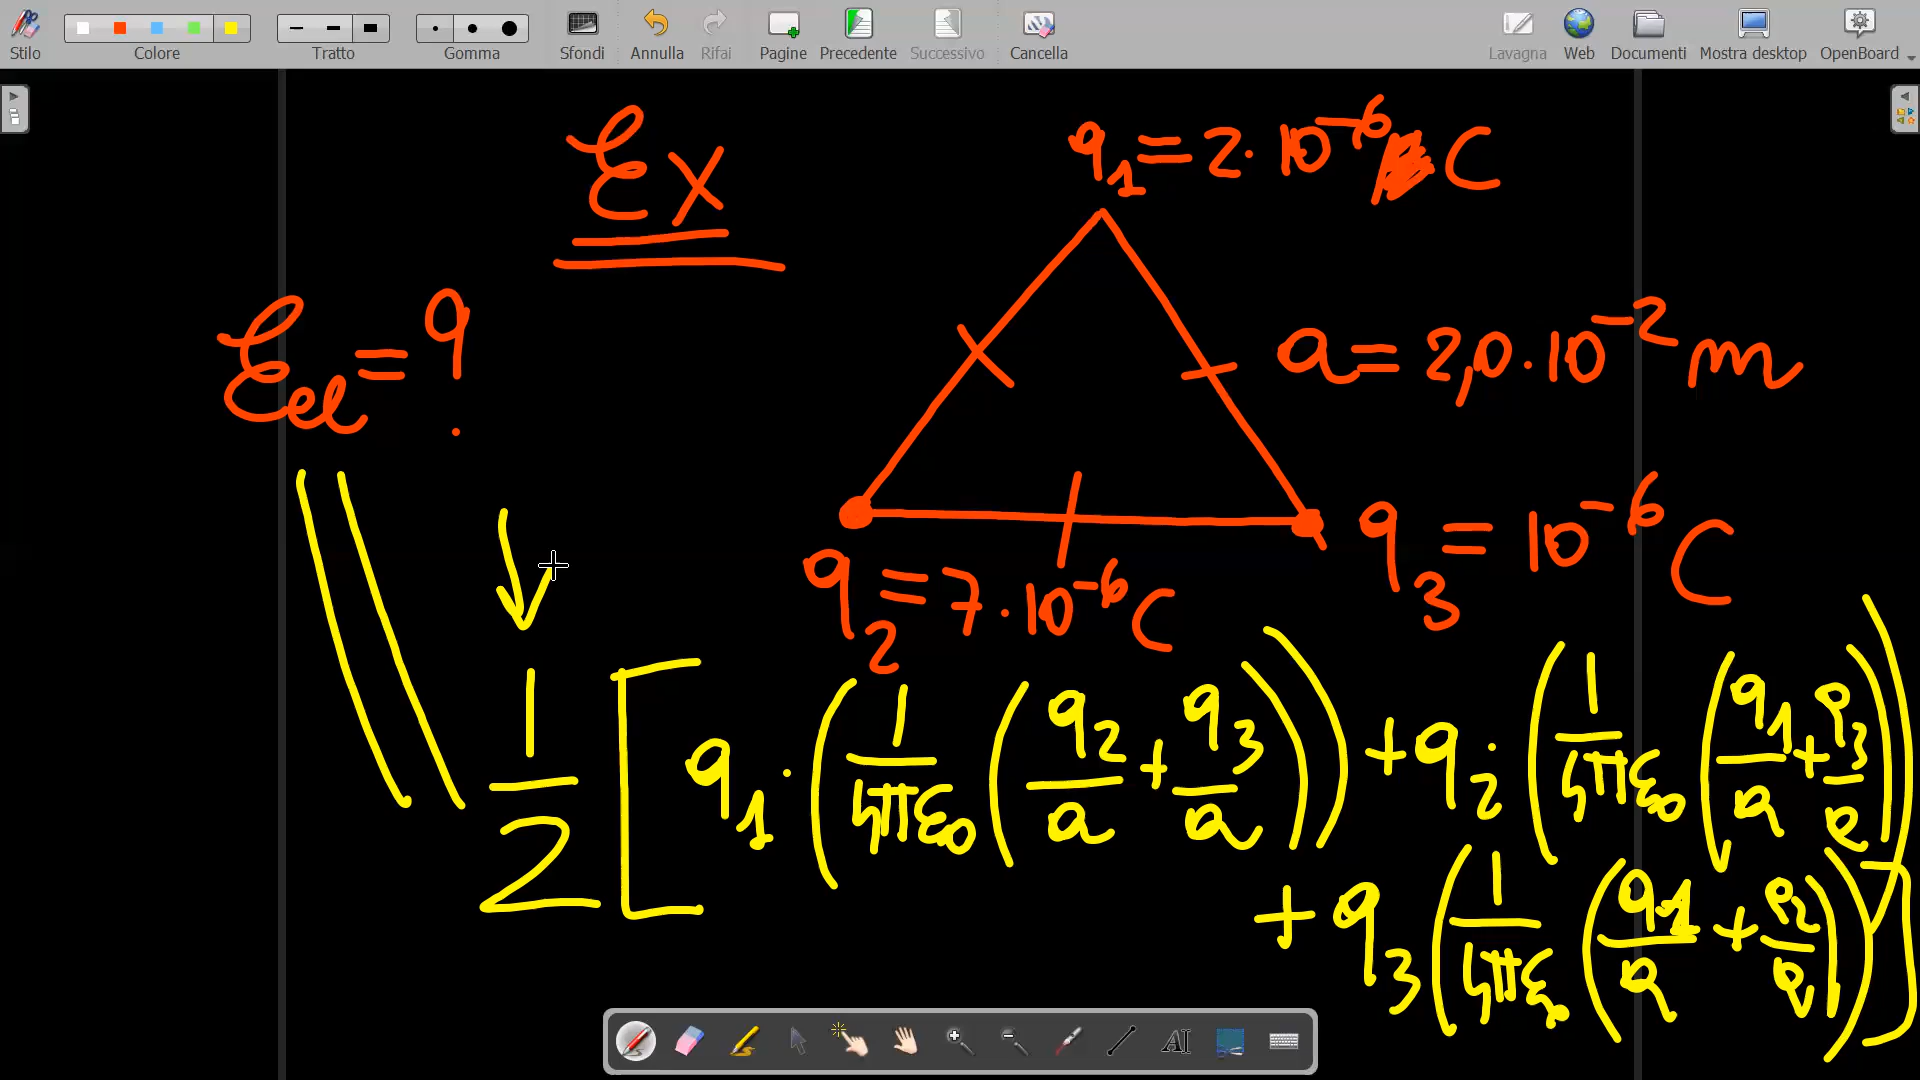 Stilo Colore Tratto Gomma Sfondi Annulla Rifai Pagine Precedente Successivo Cancella Lavagna Web Documenti Mostra desktop OpenBoard
Ex
q₁ = 2 · 10⁻⁶ C
E_el = ?
a = 2,0 · 10⁻² m
q₂ = 7 · 10⁻⁶ C
q₃ = 10⁻⁶ C
1/2 [ q₁ · (1/4πε₀ (q₂/a + q₃/a)) + q₂ · (1/4πε₀ (q₁/a + q₃/a))
+ q₃ (1/4πε₀ (q₁/a + q₂/a)) ]
AI